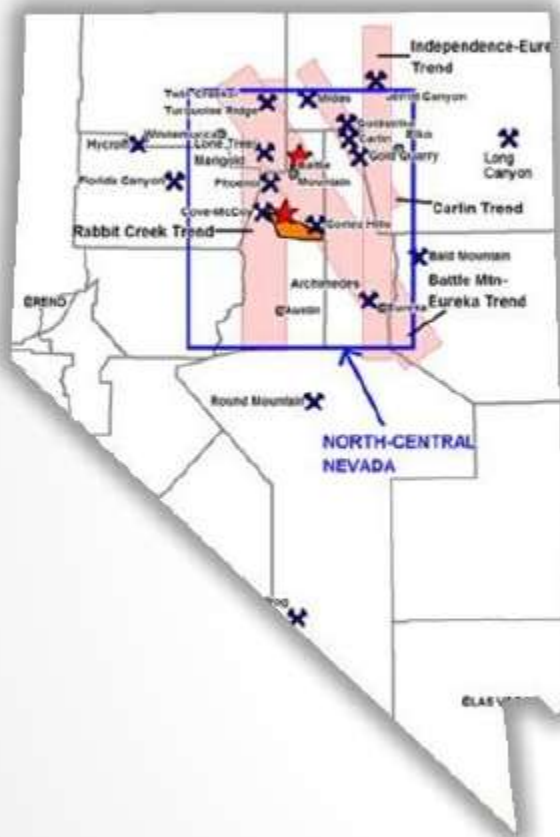 Independence-Eure
Trend
Twin Creeks
Turquoise Ridge
Midas
Jerritt Canyon
Goldstrike
Carlin
Elko
Winnemucca
Hycroft
Lone Tree
Marigold
Gold Quarry
Long
Canyon
Battle
Mountain
Florida Canyon
Phoenix
Cove-McCoy
Carlin Trend
Rabbit Creek Trend
Cortez Hills
Bald Mountain
Battle Mtn-
Eureka Trend
Archimedes
RENO
Austin
Eureka
Round Mountain
NORTH-CENTRAL
NEVADA
LAS